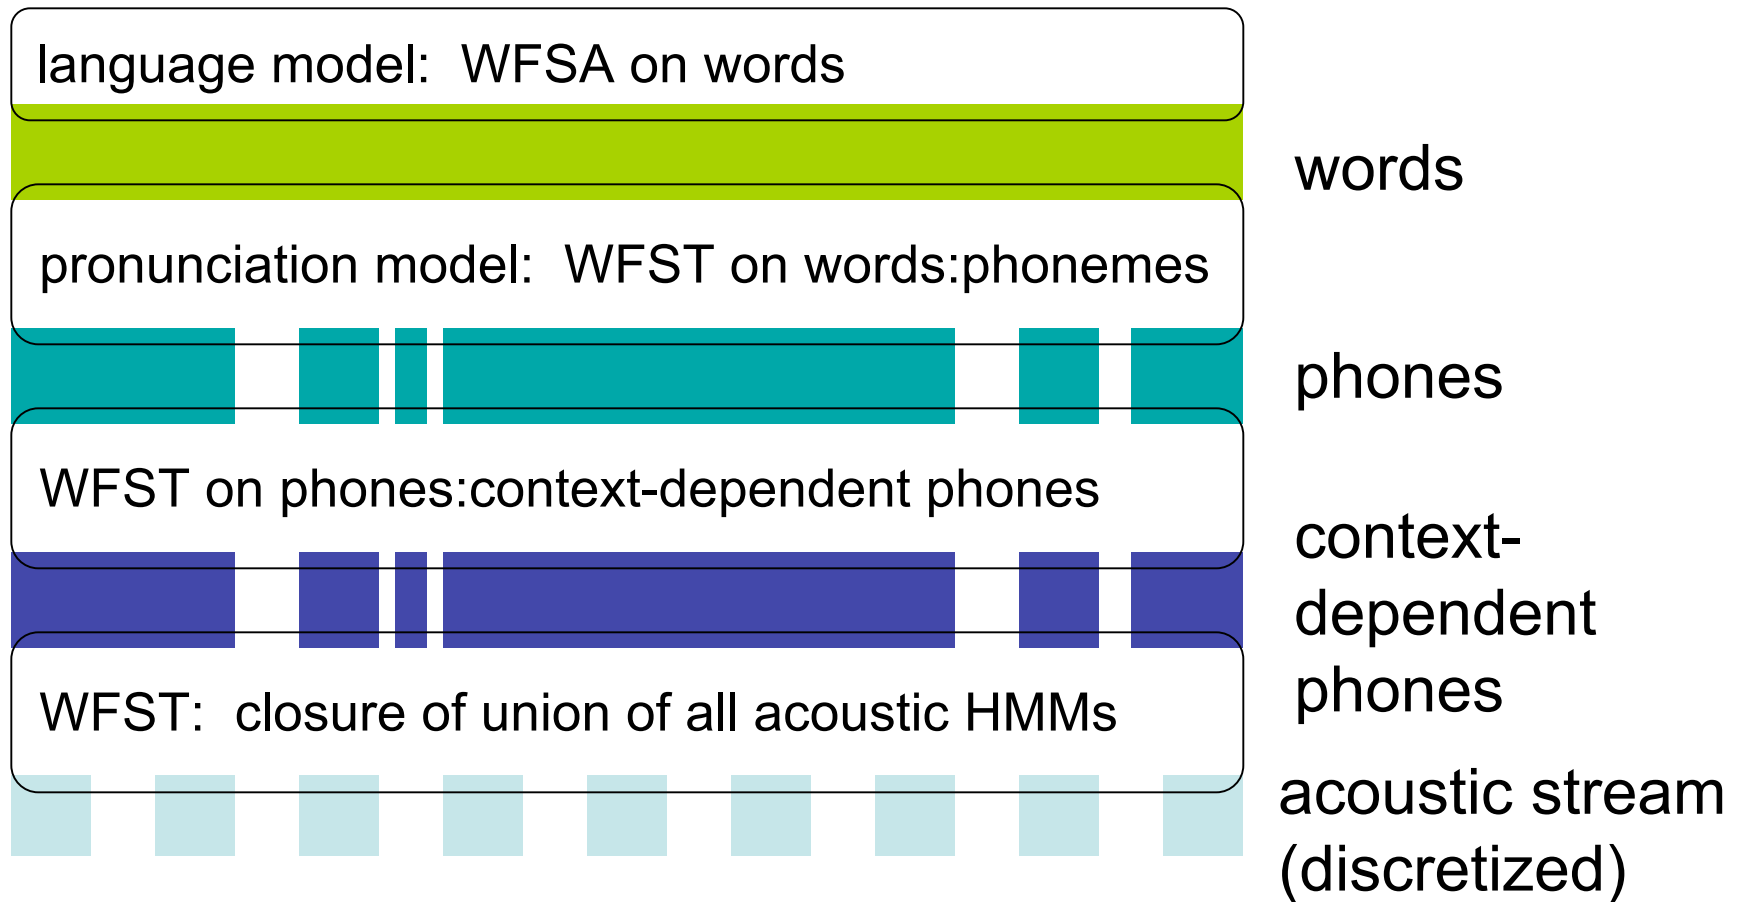 language model:  WFSA on words
words
pronunciation model:  WFST on words:phonemes
phones
WFST on phones:context-dependent phones
context-
dependent
phones
WFST:  closure of union of all acoustic HMMs
acoustic stream
(discretized)